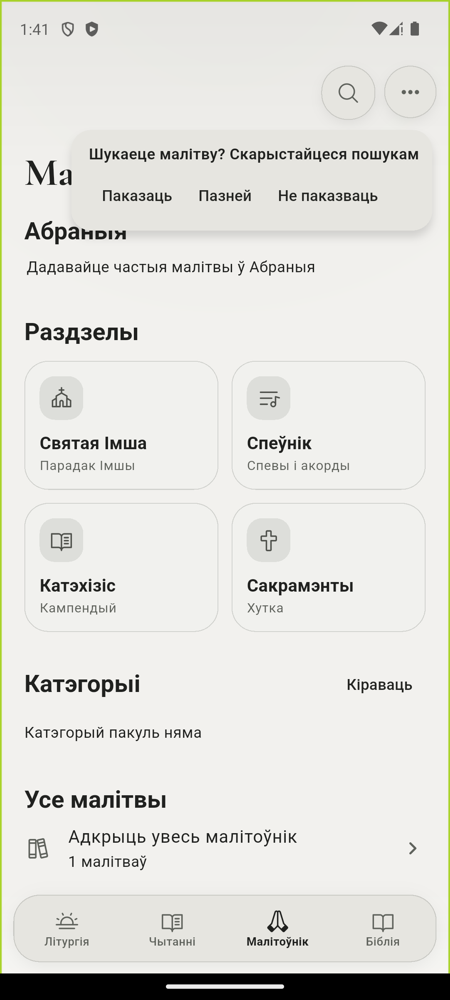 1:41
Шукаеце малітву? Скарыстайцеся пошукам
Паказаць Пазней Не паказваць
Абраныя
Дадавайце частыя малітвы ў Абраныя
Раздзелы
Святая Імша
Парадак Імшы
Спеўнік
Спевы і акорды
Катэхізіс
Кампендый
Сакрамэнты
Хутка
Катэгорыі
Кіраваць
Катэгорый пакуль няма
Усе малітвы
Адкрыць увесь малітоўнік
1 малітваў
Літургія
Чытанні
Малітоўнік
Біблія